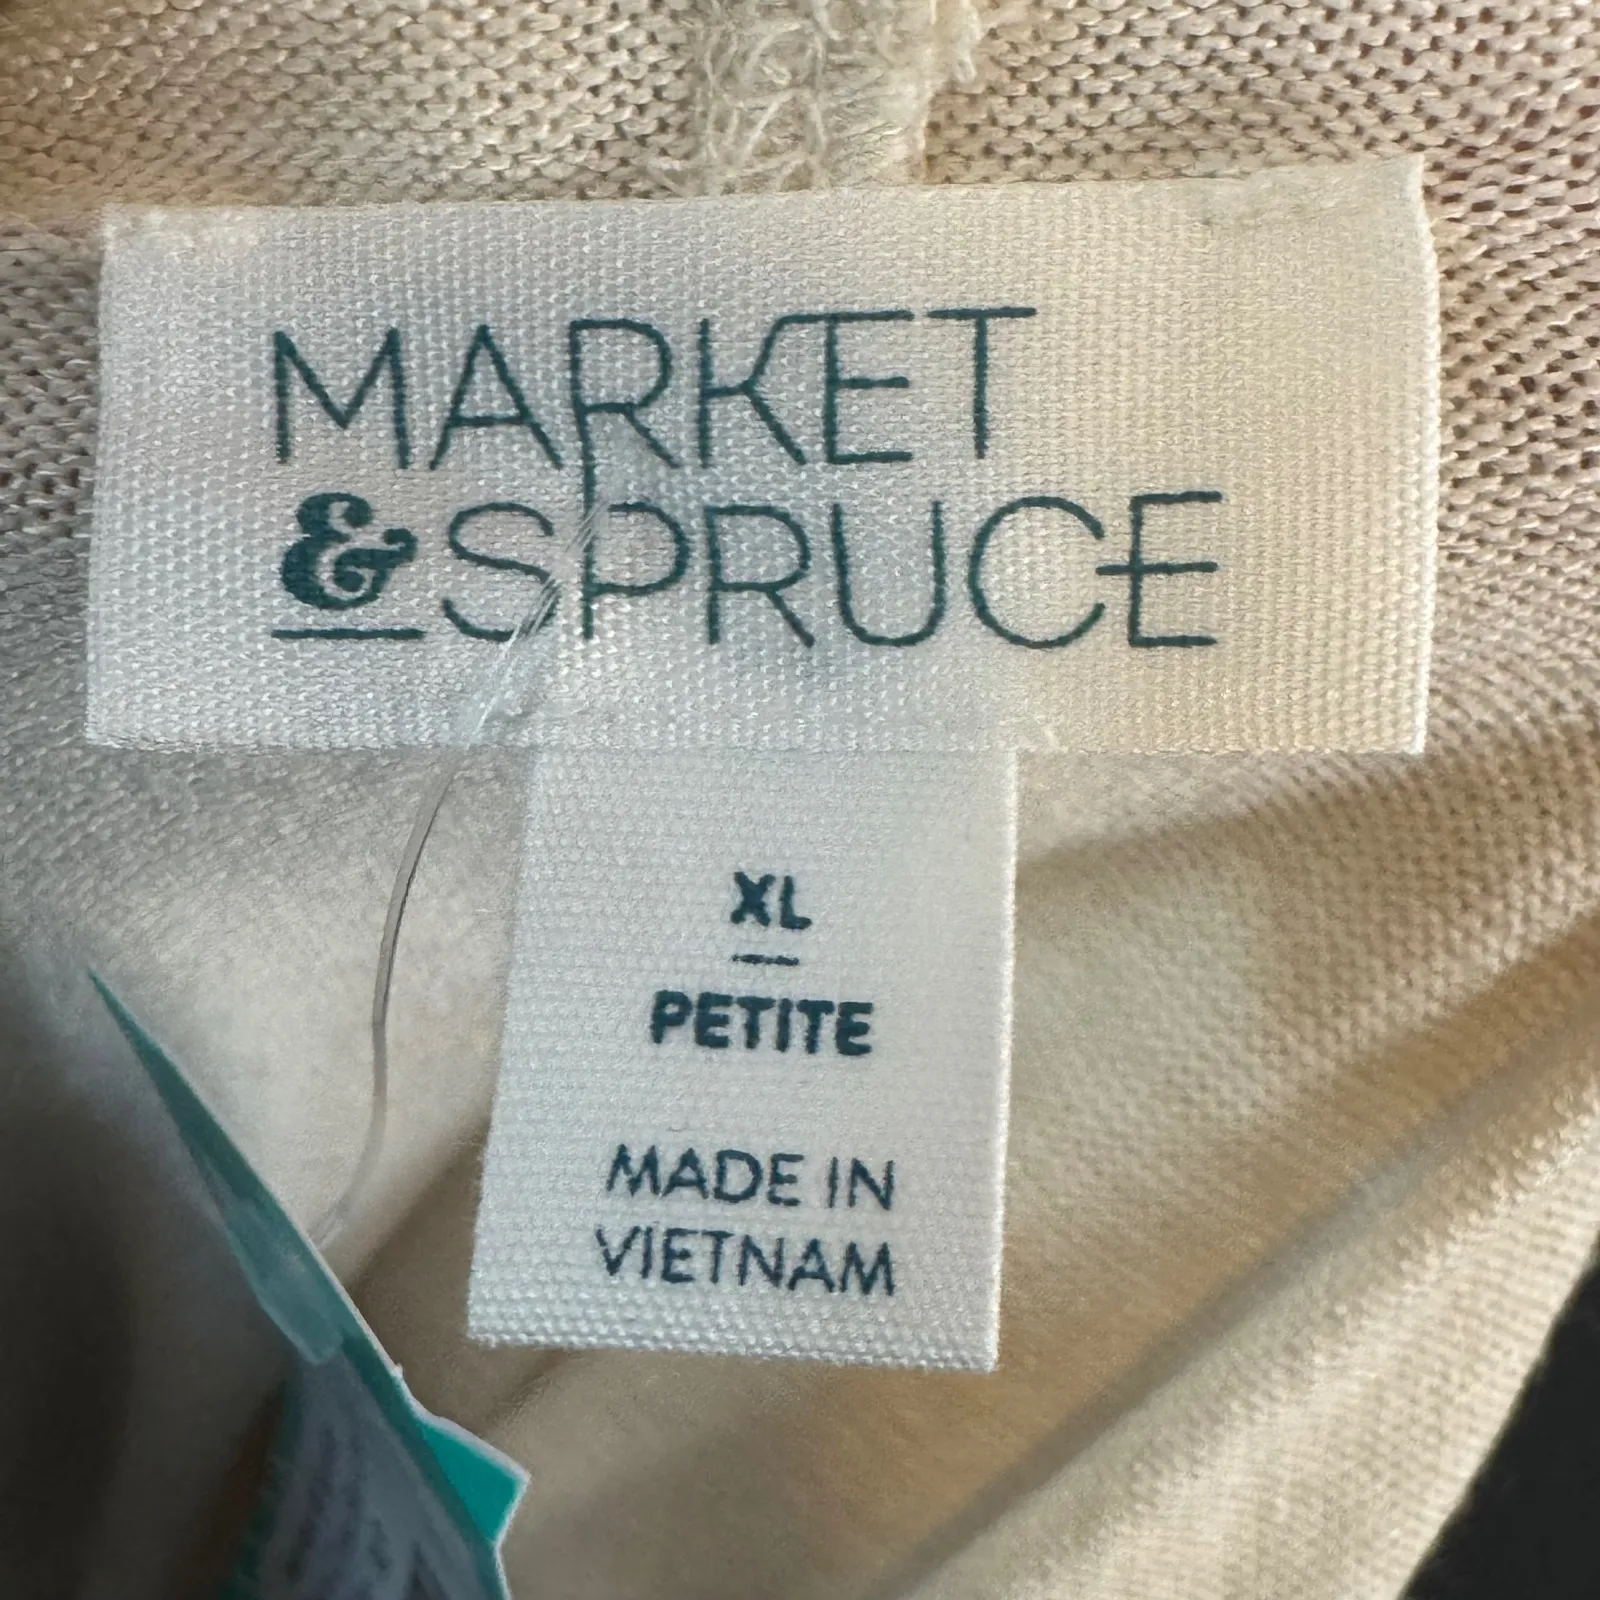 MARKET
& SPRUCE
XL
PETITE
MADE IN
VIETNAM